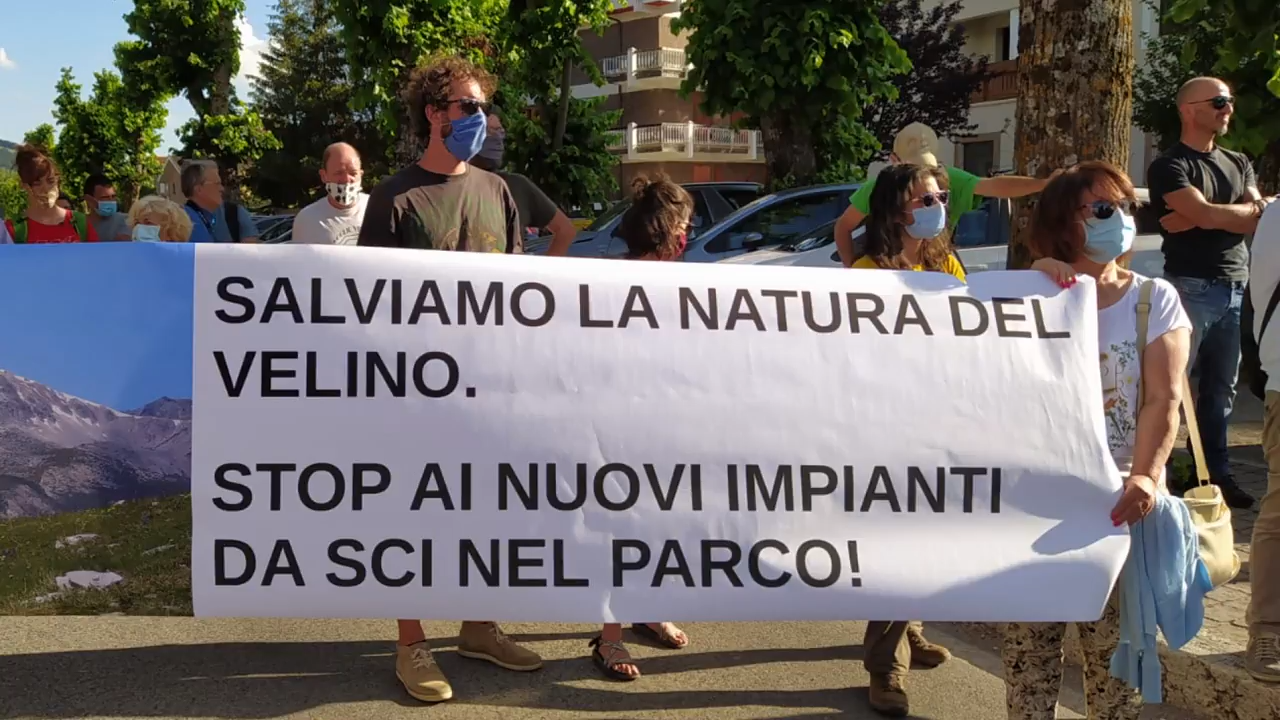 SALVIAMO LA NATURA DEL
VELINO.
STOP AI NUOVI IMPIANTI
DA SCI NEL PARCO!